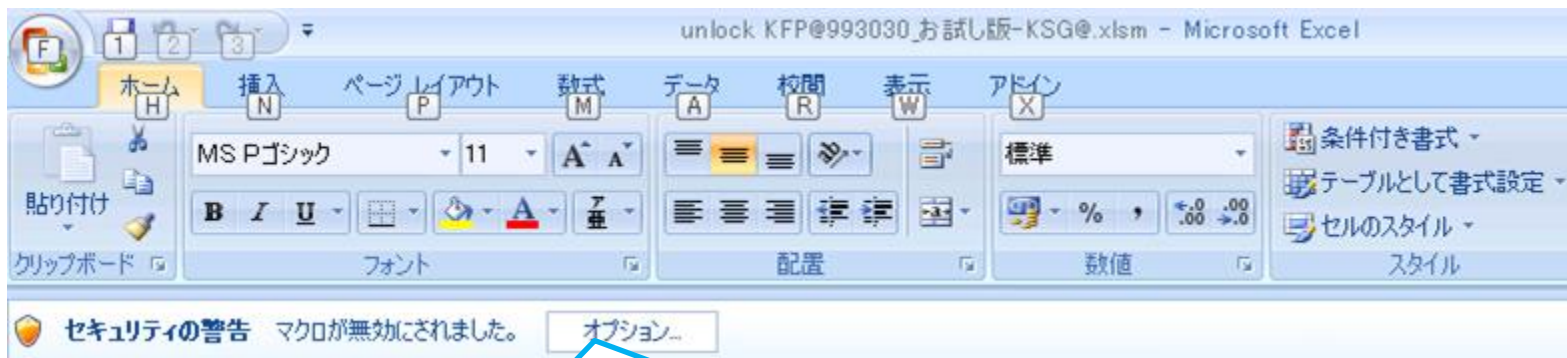 unlock KFP@993030_お試し版-KSG@.xlsm - Microsoft Excel
F 1 2 3
ホーム 挿入 ページ レイアウト 数式 データ 校閲 表示 アドイン
H N P M A R W X
貼り付け
MS Pゴシック 11 A A
標準
条件付き書式
テーブルとして書式設定
セルのスタイル
B I U A ア亜
a % , .0 .00 .00 .0
クリップボード フォント 配置 数値 スタイル
セキュリティの警告 マクロが無効にされました。 オプション...